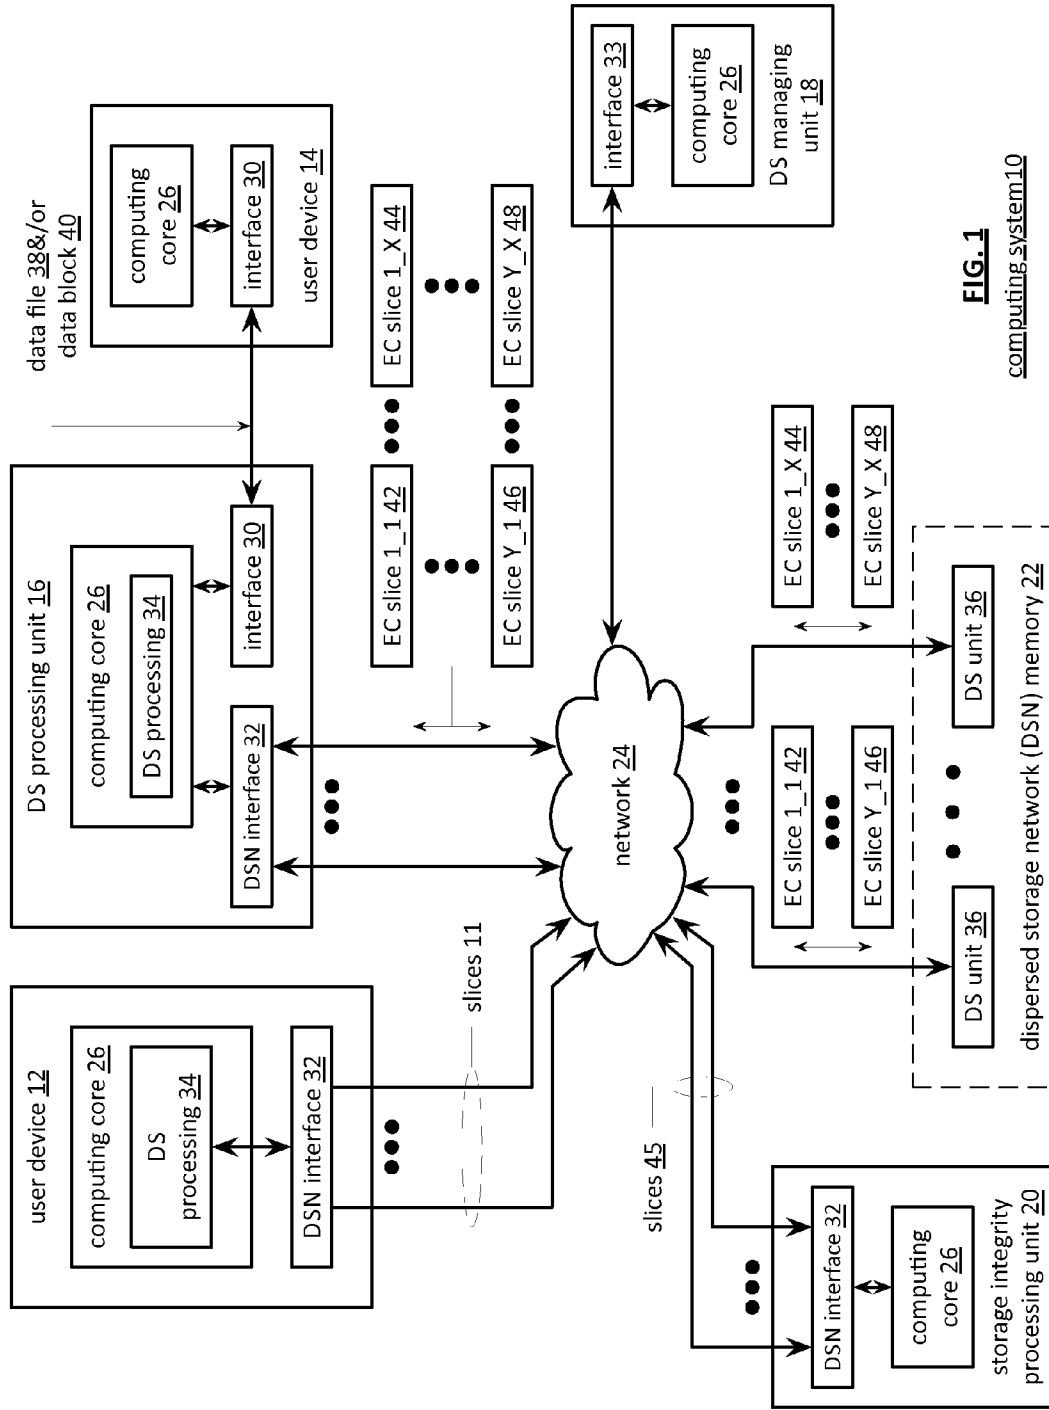 user device 12
computing core 26
DS
processing 34
DSN interface 32
slices 11
DS processing unit 16
computing core 26
DS processing 34
DSN interface 32
interface 30
data file 38&/or
data block 40
computing
core 26
interface 30
user device 14
EC slice 1_1 42
EC slice 1_X 44
EC slice Y_1 46
EC slice Y_X 48
network 24
interface 33
computing
core 26
DS managing
unit 18
slices 45
DSN interface 32
computing
core 26
storage integrity
processing unit 20
EC slice 1_1 42
EC slice Y_1 46
EC slice 1_X 44
EC slice Y_X 48
DS unit 36
DS unit 36
dispersed storage network (DSN) memory 22
FIG. 1
computing system10